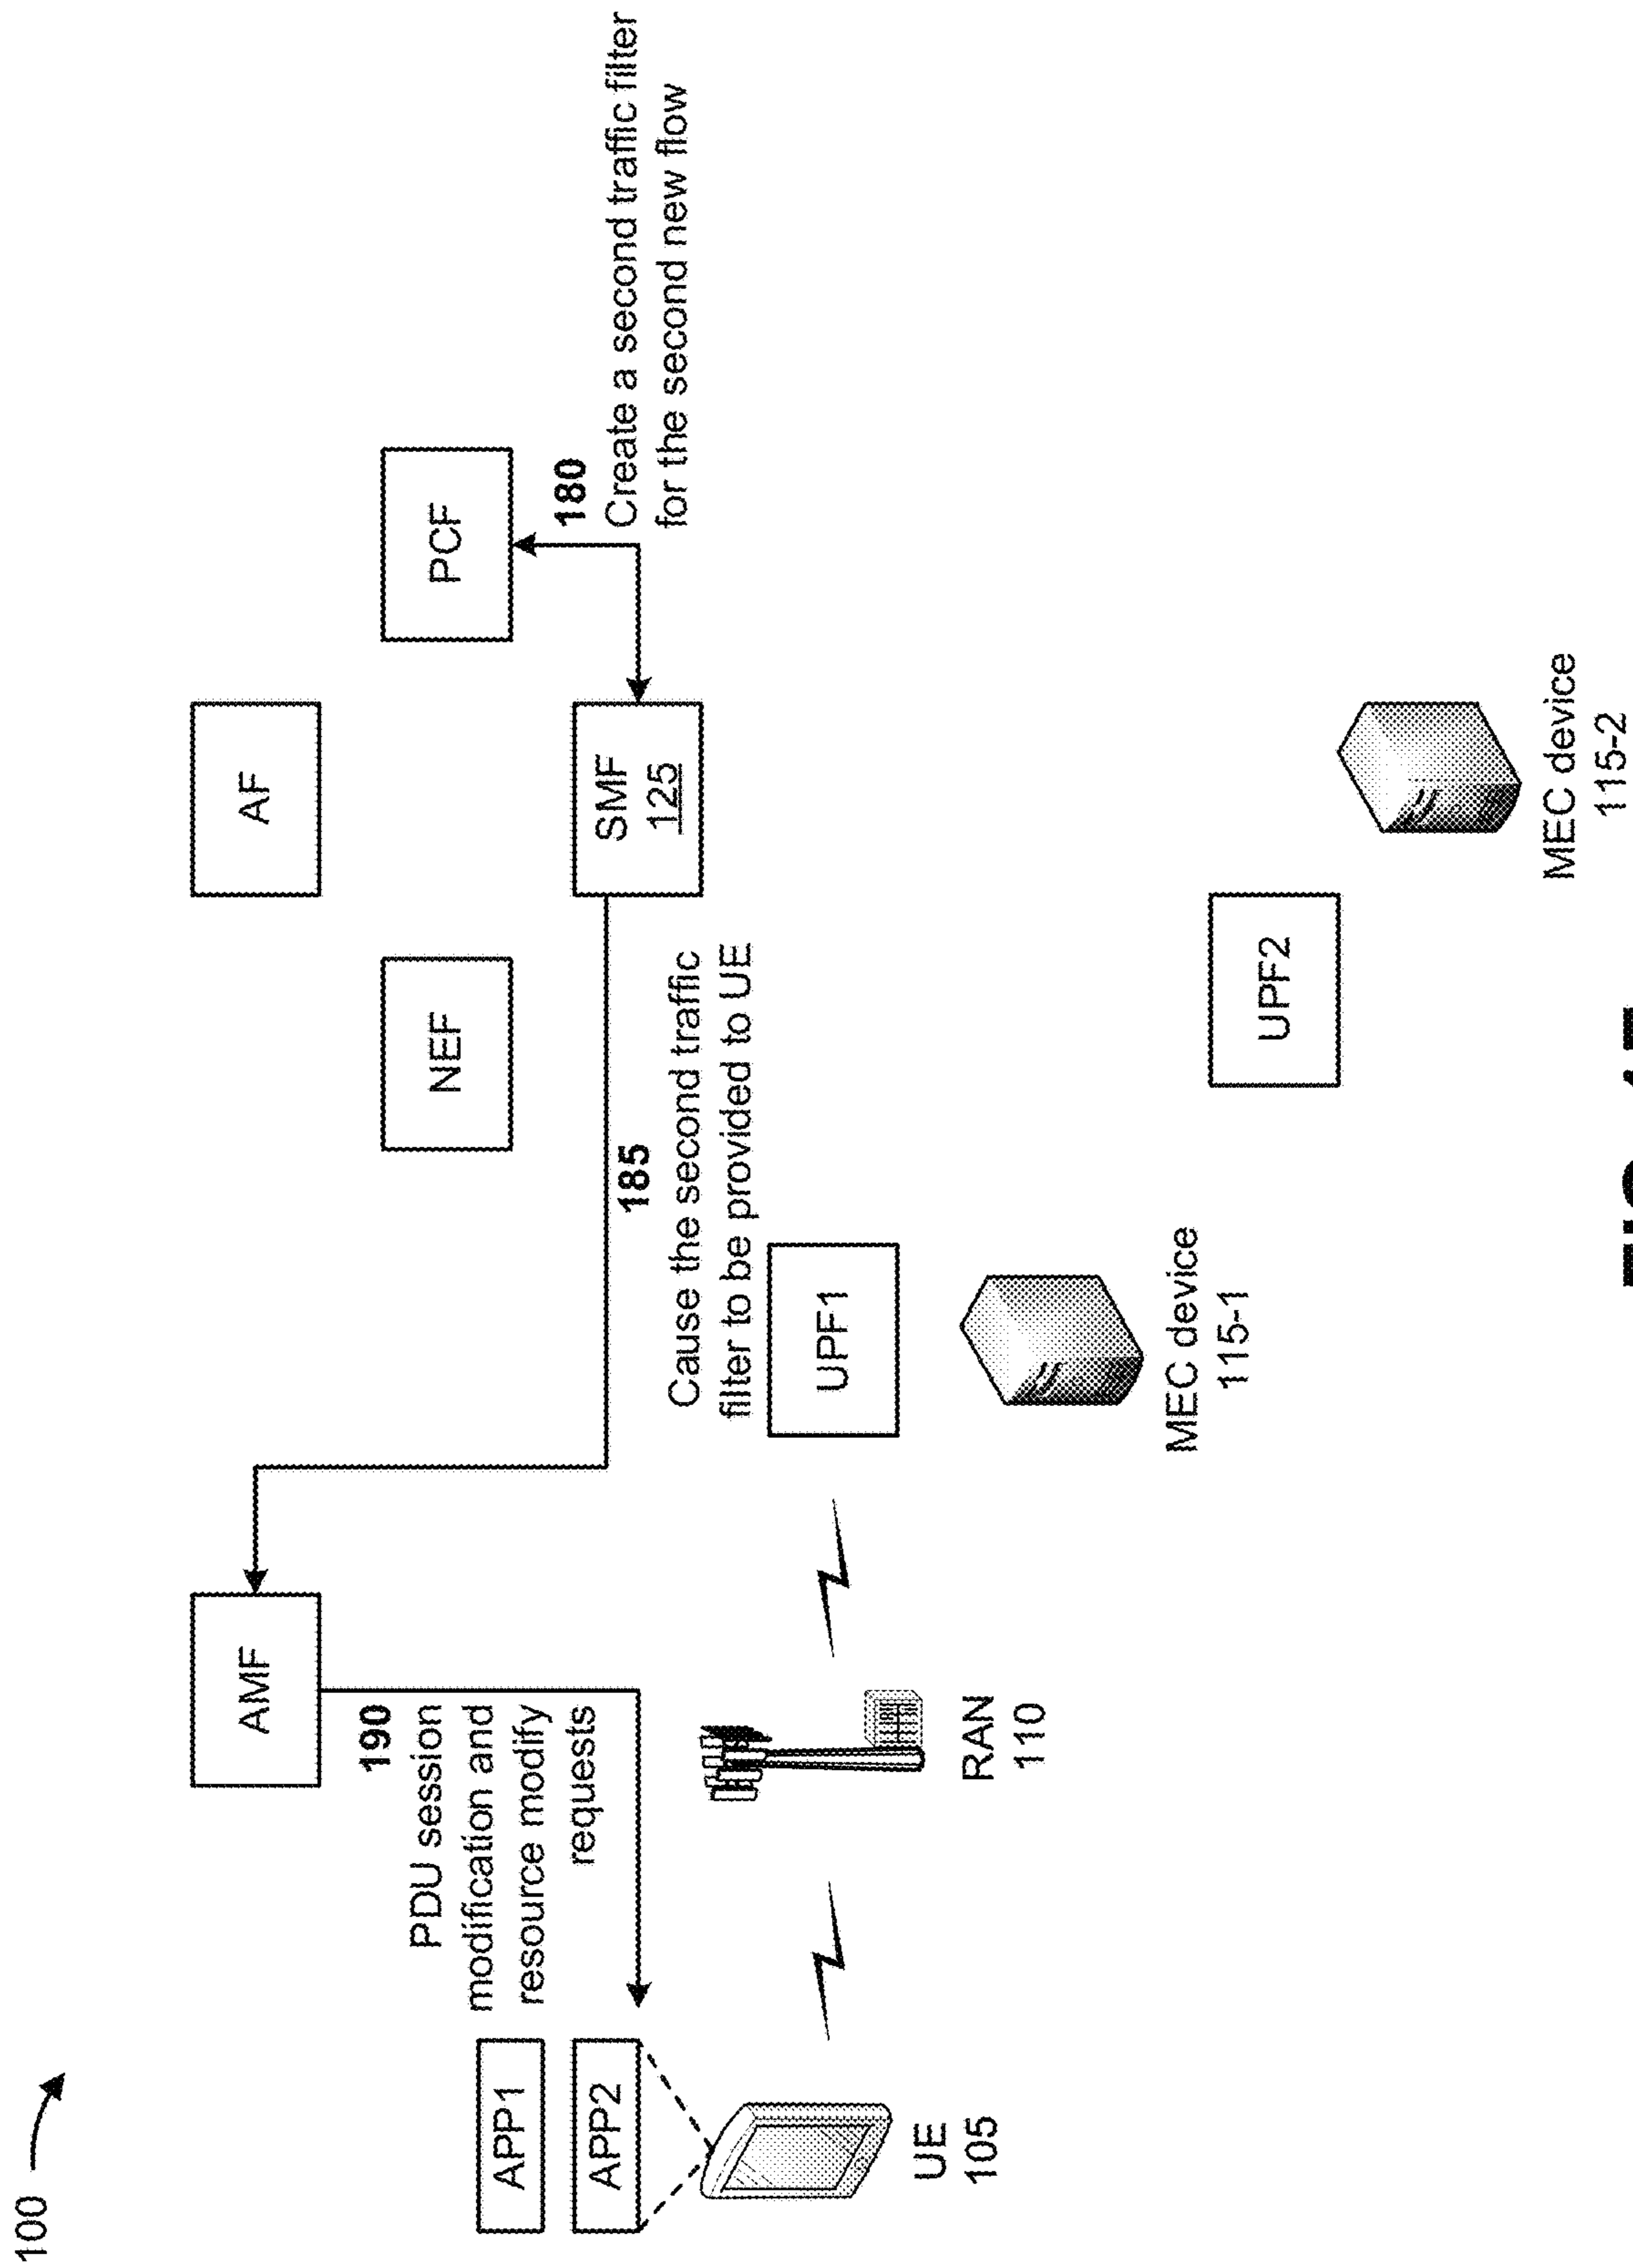 100
AF
AMF
NEF
PCF
190
PDU session
modification and
resource modify
requests
180
Create a second traffic filter
for the second new flow
APP1
APP2
SMF
125
185
Cause the second traffic
filter to be provided to UE
UPF1
UE
105
RAN
110
MEC device
115-1
UPF2
MEC device
115-2